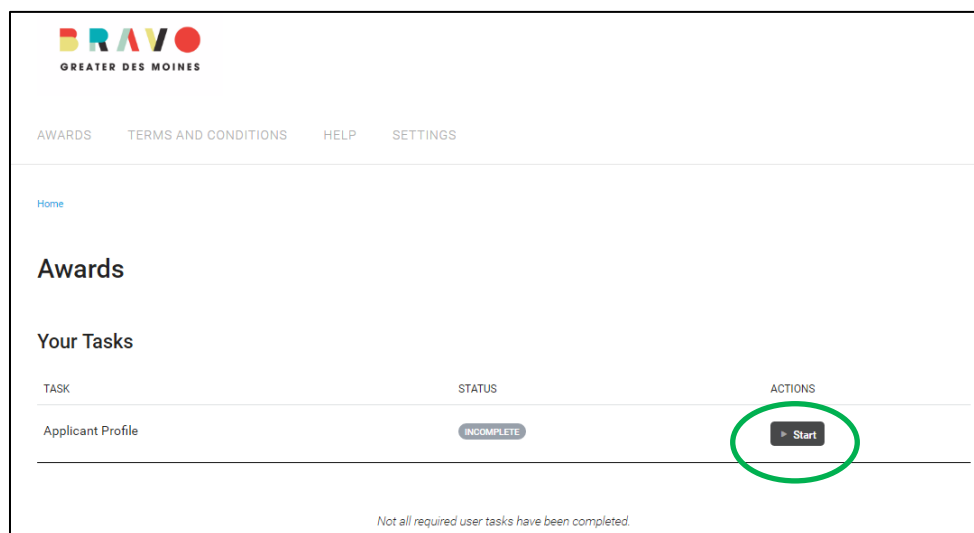 BRAVO
GREATER DES MOINES
AWARDS TERMS AND CONDITIONS HELP SETTINGS
Home
Awards
Your Tasks
TASK STATUS ACTIONS
Applicant Profile INCOMPLETE Start
Not all required user tasks have been completed.